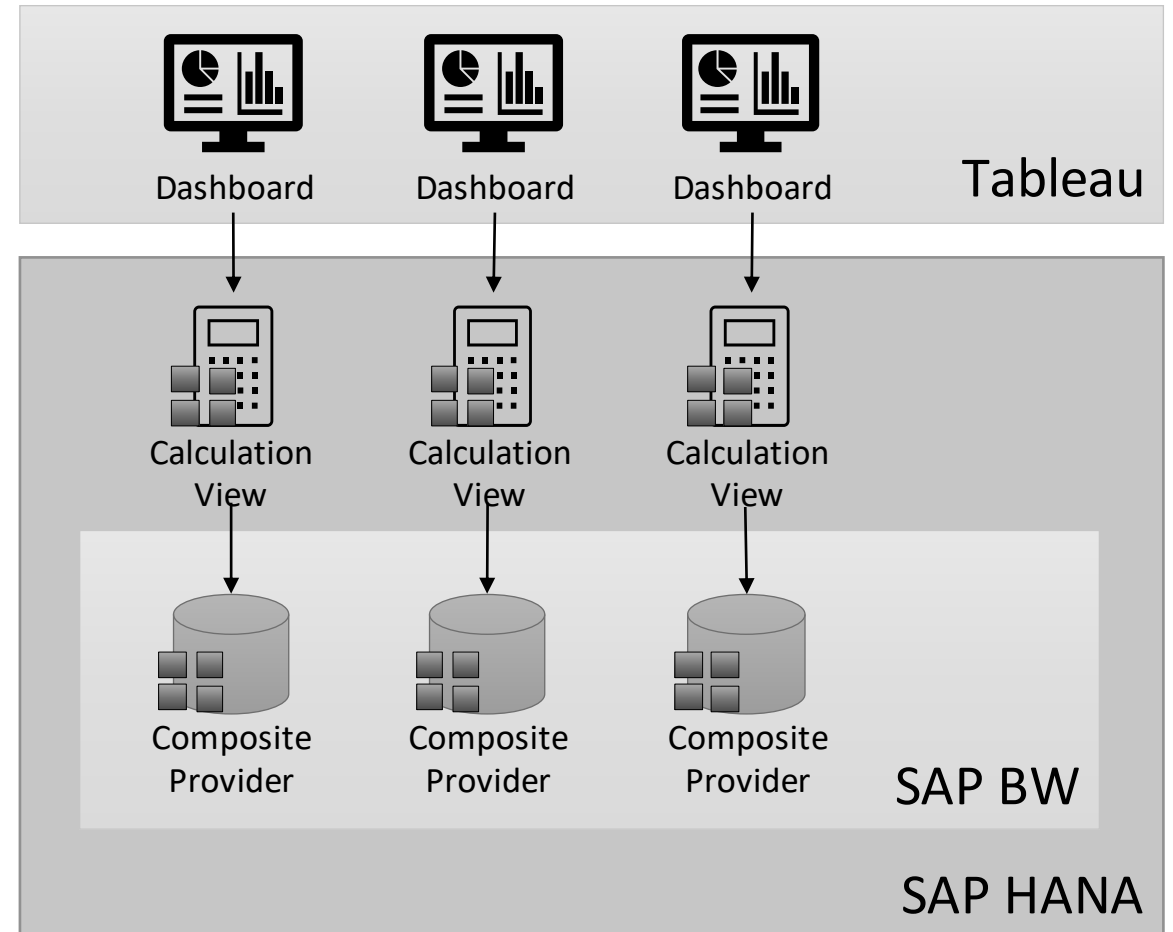 Dashboard
Dashboard
Dashboard
Tableau
Calculation
View
Calculation
View
Calculation
View
Composite
Provider
Composite
Provider
Composite
Provider
SAP BW
SAP HANA